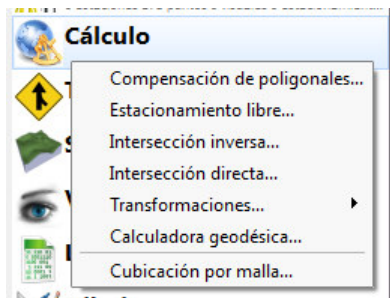 Cálculo
Compensación de poligonales...
Estacionamiento libre...
Intersección inversa...
Intersección directa...
Transformaciones...
Calculadora geodésica...
Cubicación por malla...